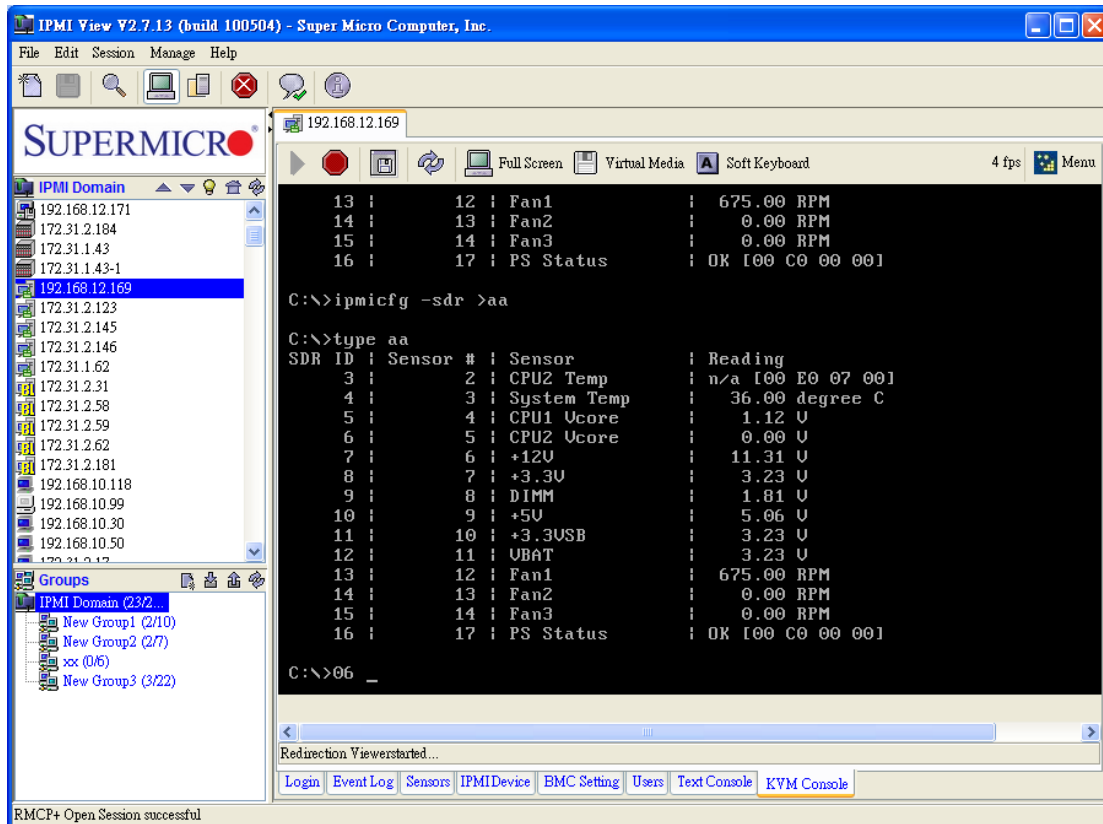 IPMI View V2.7.13 (build 100504) - Super Micro Computer, Inc.
File Edit Session Manage Help
SUPERMICRO
192.168.12.169
Full Screen Virtual Media A Soft Keyboard 4 fps Menu
IPMI Domain
192.168.12.171
172.31.2.184
172.31.1.43
172.31.1.43-1
192.168.12.169
172.31.2.123
172.31.2.145
172.31.2.146
172.31.1.62
172.31.2.31
172.31.2.58
172.31.2.59
172.31.2.62
172.31.2.181
192.168.10.118
192.168.10.99
192.168.10.30
192.168.10.50
Groups
IPMI Domain (23/2...
New Group1 (2/10)
New Group2 (2/7)
xx (0/6)
New Group3 (3/22)
13 | 12 | Fan1 | 675.00 RPM
14 | 13 | Fan2 | 0.00 RPM
15 | 14 | Fan3 | 0.00 RPM
16 | 17 | PS Status | OK [00 C0 00 00]
C:\>ipmicfg -sdr >aa
C:\>type aa
SDR ID | Sensor # | Sensor | Reading
3 | 2 | CPU2 Temp | n/a [00 E0 07 00]
4 | 3 | System Temp | 36.00 degree C
5 | 4 | CPU1 Vcore | 1.12 V
6 | 5 | CPU2 Vcore | 0.00 V
7 | 6 | +12V | 11.31 V
8 | 7 | +3.3V | 3.23 V
9 | 8 | DIMM | 1.81 V
10 | 9 | +5V | 5.06 V
11 | 10 | +3.3VSB | 3.23 V
12 | 11 | VBAT | 3.23 V
13 | 12 | Fan1 | 675.00 RPM
14 | 13 | Fan2 | 0.00 RPM
15 | 14 | Fan3 | 0.00 RPM
16 | 17 | PS Status | OK [00 C0 00 00]
C:\>06 _
Redirection Viewerstarted...
Login Event Log Sensors IPMI Device BMC Setting Users Text Console KVM Console
RMCP+ Open Session successful